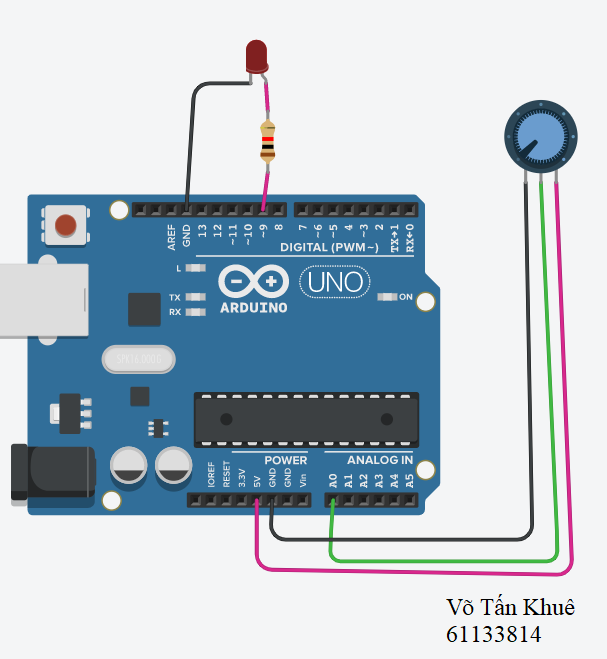 AREF
GND
13
12
~11
~10
~9
8
7
~6
~5
4
~3
2
TX→1
RX←0
DIGITAL (PWM~)
L
TX
RX
ARDUINO
UNO
ON
POWER
ANALOG IN
IOREF
RESET
3.3V
5V
GND
GND
Vin
A0
A1
A2
A3
A4
A5
Võ Tấn Khuê
61133814